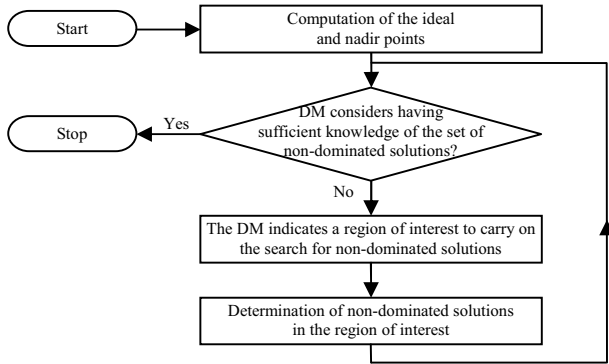 Start
Computation of the ideal
and nadir points
DM considers having
sufficient knowledge of the set of
non-dominated solutions?
Yes
Stop
No
The DM indicates a region of interest to carry on
the search for non-dominated solutions
Determination of non-dominated solutions
in the region of interest